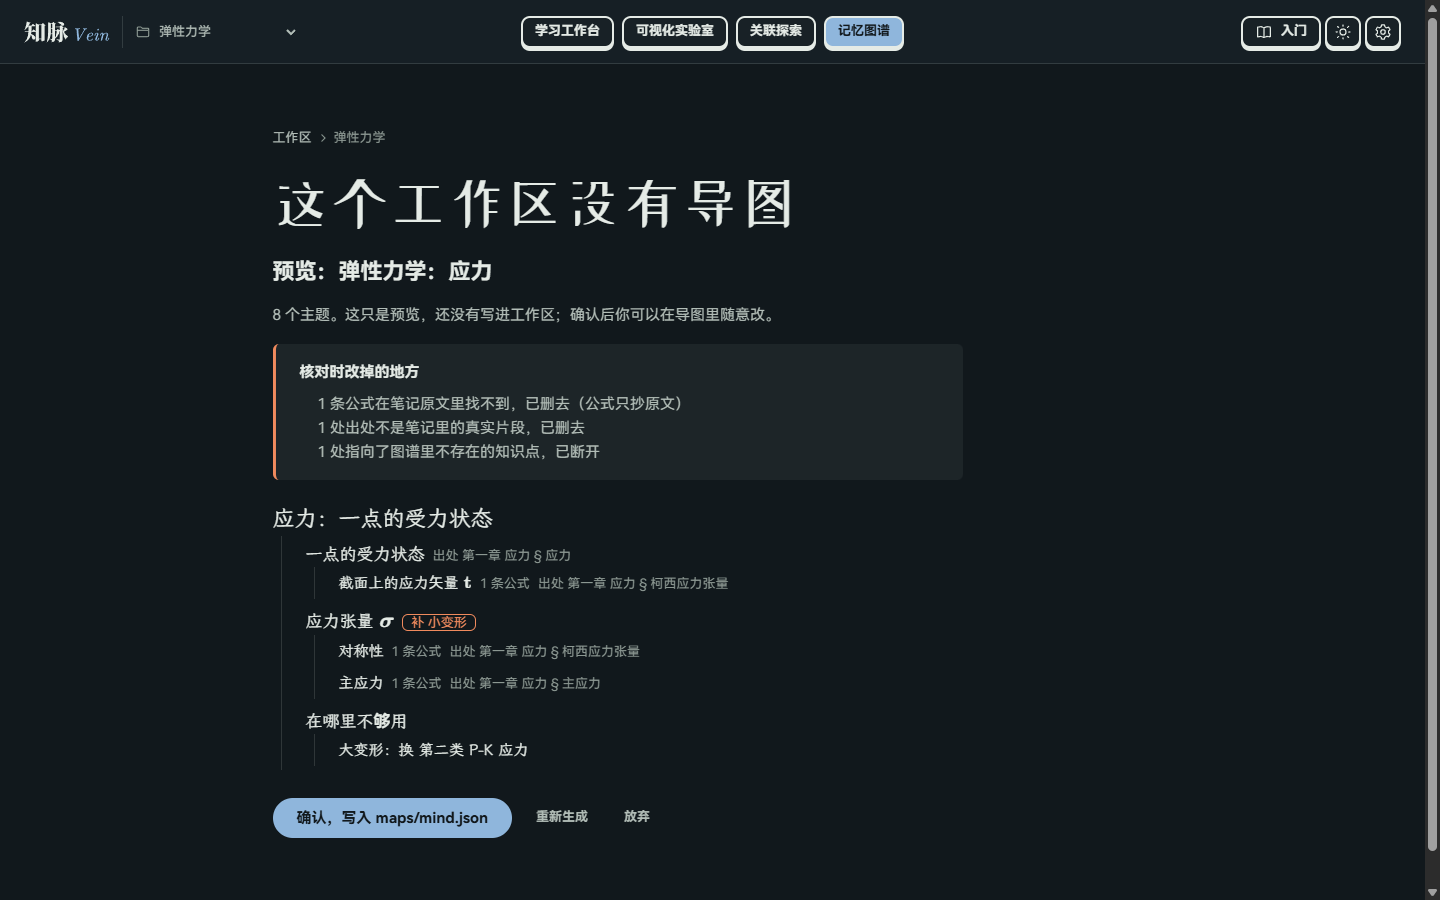 知脉 Vein
弹性力学
学习工作台
可视化实验室
关联探索
记忆图谱
入门
工作区 › 弹性力学
这个工作区没有导图
预览：弹性力学：应力
8 个主题。这只是预览，还没有写进工作区；确认后你可以在导图里随意改。
核对时改掉的地方
1 条公式在笔记原文里找不到，已删去（公式只抄原文）
1 处出处不是笔记里的真实片段，已删去
1 处指向了图谱里不存在的知识点，已断开
应力：一点的受力状态
一点的受力状态 出处 第一章 应力 § 应力
截面上的应力矢量 t 1 条公式 出处 第一章 应力 § 柯西应力张量
应力张量 σ 补 小变形
对称性 1 条公式 出处 第一章 应力 § 柯西应力张量
主应力 1 条公式 出处 第一章 应力 § 主应力
在哪里不够用
大变形：换 第二类 P-K 应力
确认，写入 maps/mind.json
重新生成
放弃